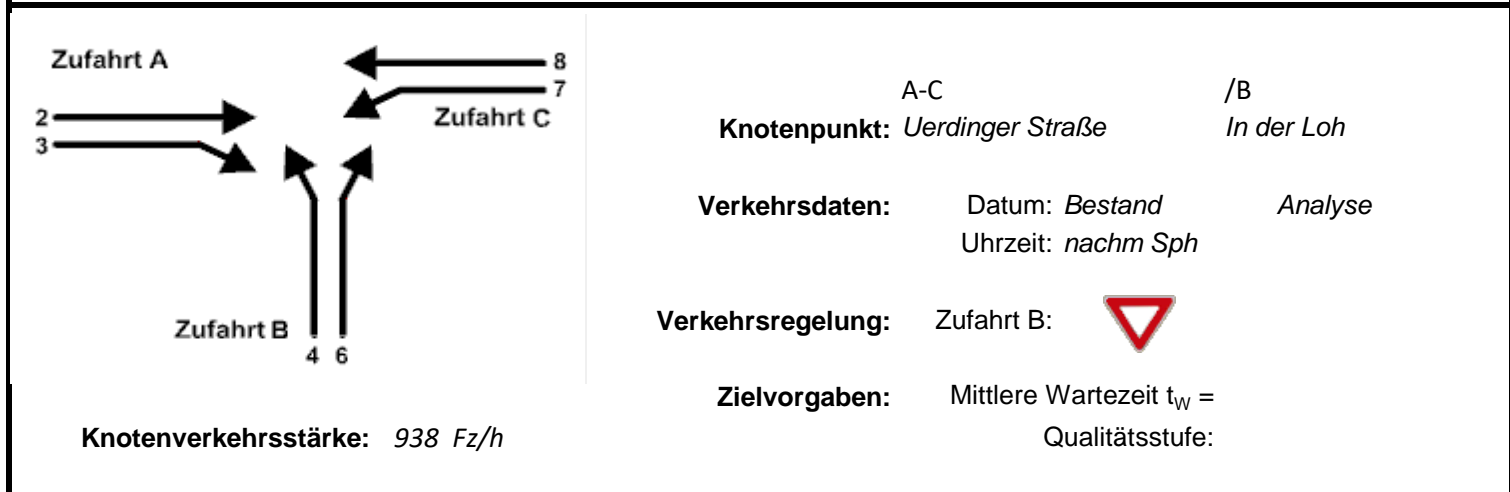 Zufahrt A
8
7
Zufahrt C
2
3
Zufahrt B
4 6
Knotenverkehrsstärke: 938 Fz/h
A-C /B
Knotenpunkt: Uerdinger Straße In der Loh
Verkehrsdaten: Datum: Bestand Analyse
Uhrzeit: nachm Sph
Verkehrsregelung: Zufahrt B:
Zielvorgaben: Mittlere Wartezeit tW =
Qualitätsstufe: